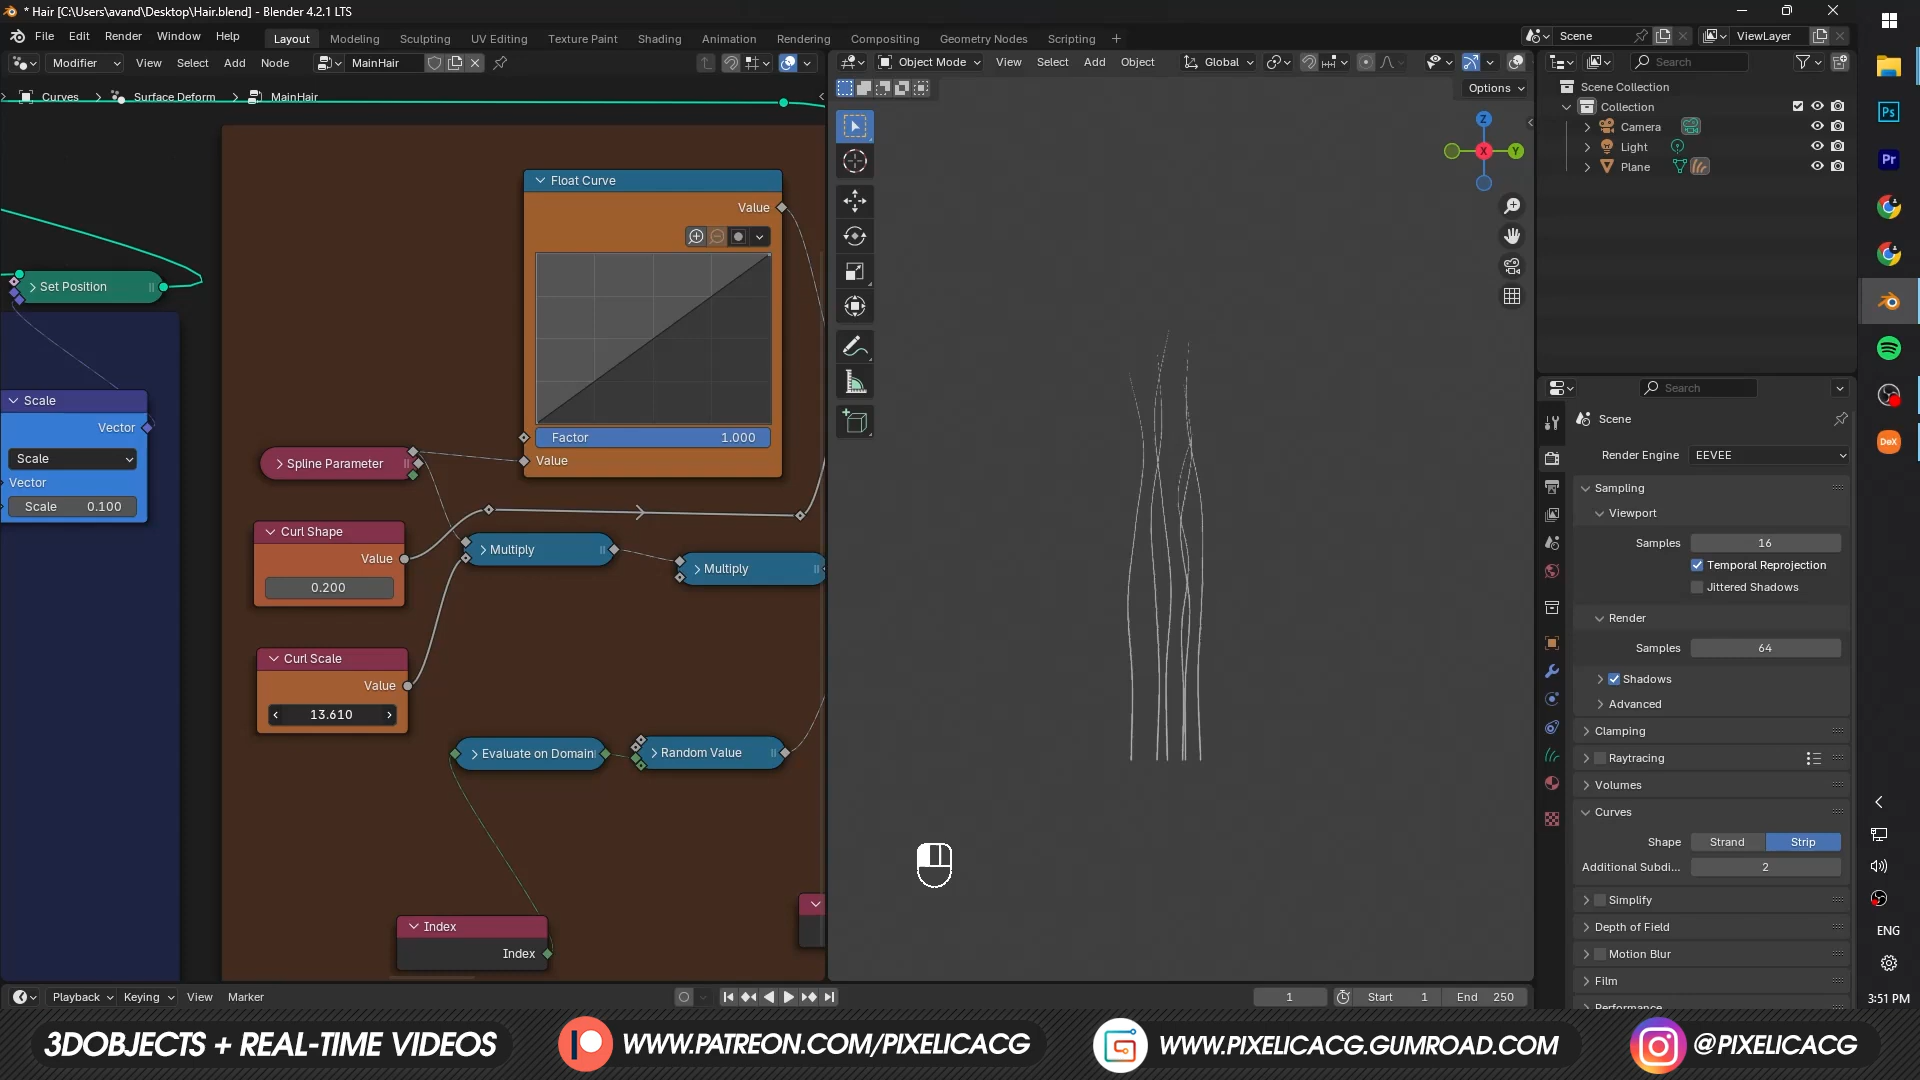 * Hair [C:\Users\avand\Desktop\Hair.blend] - Blender 4.2.1 LTS
File Edit Render Window Help Layout Modeling Sculpting UV Editing Texture Paint Shading Animation Rendering Compositing Geometry Nodes Scripting + Scene ViewLayer
Modifier View Select Add Node MainHair Object Mode View Select Add Object Global Search
Curves > Surface Deform > MainHair Options
Scene Collection
Collection
Camera
Light
Plane
Z
X
Y
Float Curve
Value
Factor 1.000
Value
Set Position
Scale
Vector
Scale
Vector
Scale 0.100
Spline Parameter
Curl Shape
Value
0.200
Multiply
Multiply
Curl Scale
Value
13.610
Evaluate on Domain
Random Value
Index
Index
Search
Scene
Render Engine EEVEE
Sampling
Viewport
Samples 16
Temporal Reprojection
Jittered Shadows
Render
Samples 64
Shadows
Advanced
Clamping
Raytracing
Volumes
Curves
Shape Strand Strip
Additional Subdi... 2
Simplify
Depth of Field
Motion Blur
Film
Performance
Ps
Pr
DeX
ENG
3:51 PM
Playback Keying View Marker 1 Start 1 End 250
3DOBJECTS + REAL-TIME VIDEOS WWW.PATREON.COM/PIXELICACG WWW.PIXELICACG.GUMROAD.COM @PIXELICACG